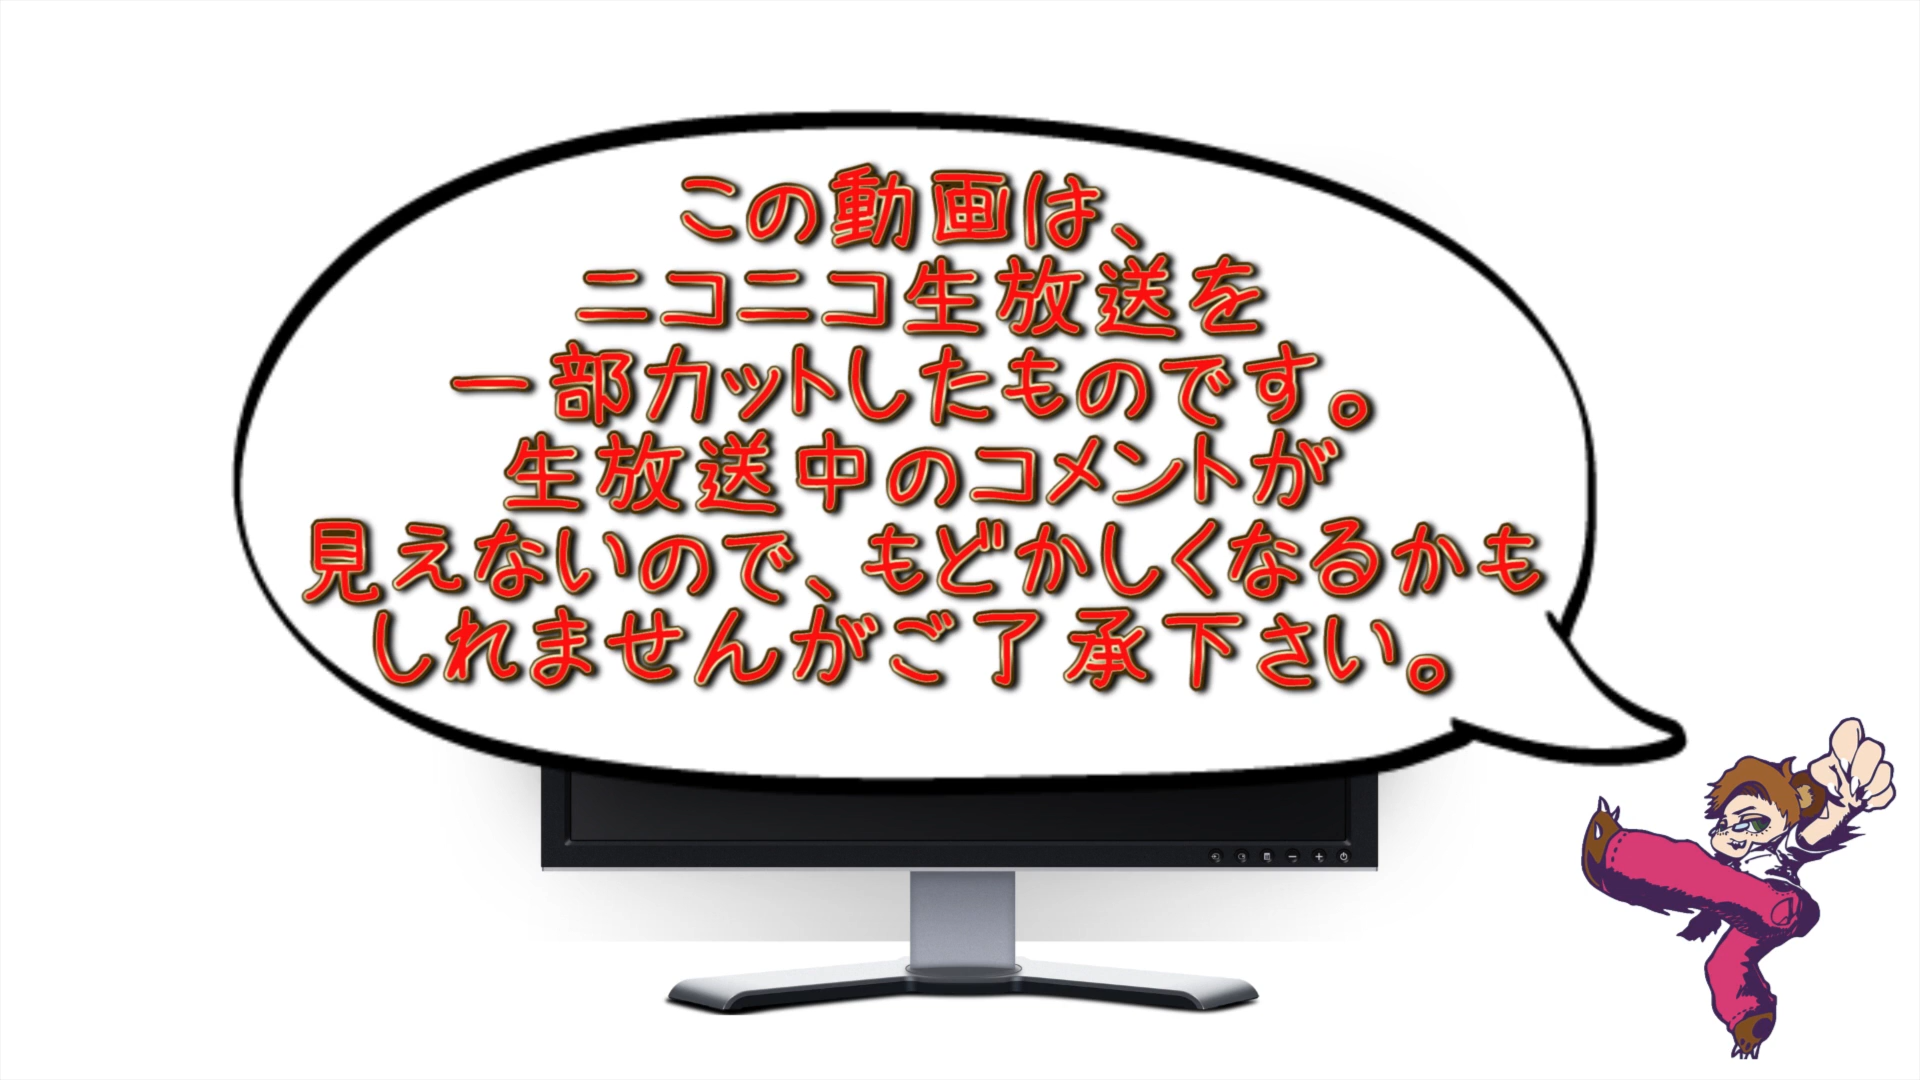 この動画は、
ニコニコ生放送を
一部カットしたものです。
生放送中のコメントが
見えないので、もどかしくなるかも
しれませんがご了承下さい。